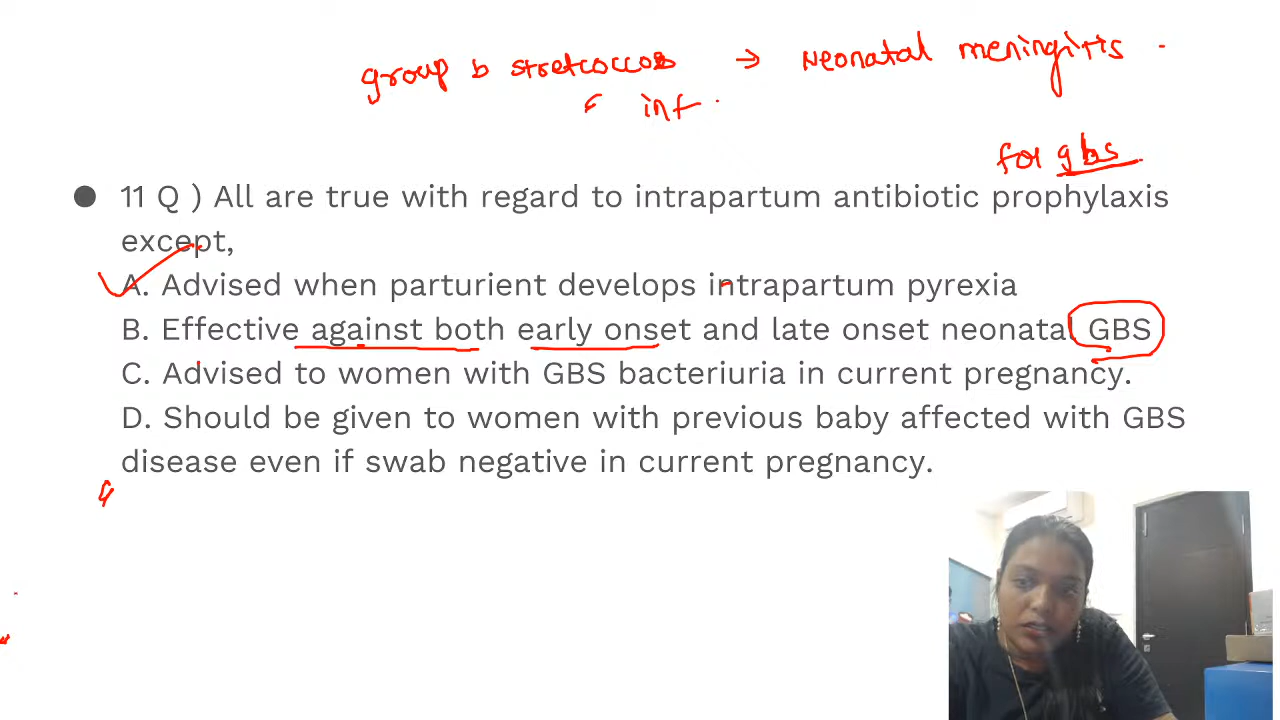 group b stretcoccos → Neonatal meningitis
inf
for gbs
● 11 Q ) All are true with regard to intrapartum antibiotic prophylaxis
except,
A. Advised when parturient develops intrapartum pyrexia
B. Effective against both early onset and late onset neonatal GBS
C. Advised to women with GBS bacteriuria in current pregnancy.
D. Should be given to women with previous baby affected with GBS
disease even if swab negative in current pregnancy.